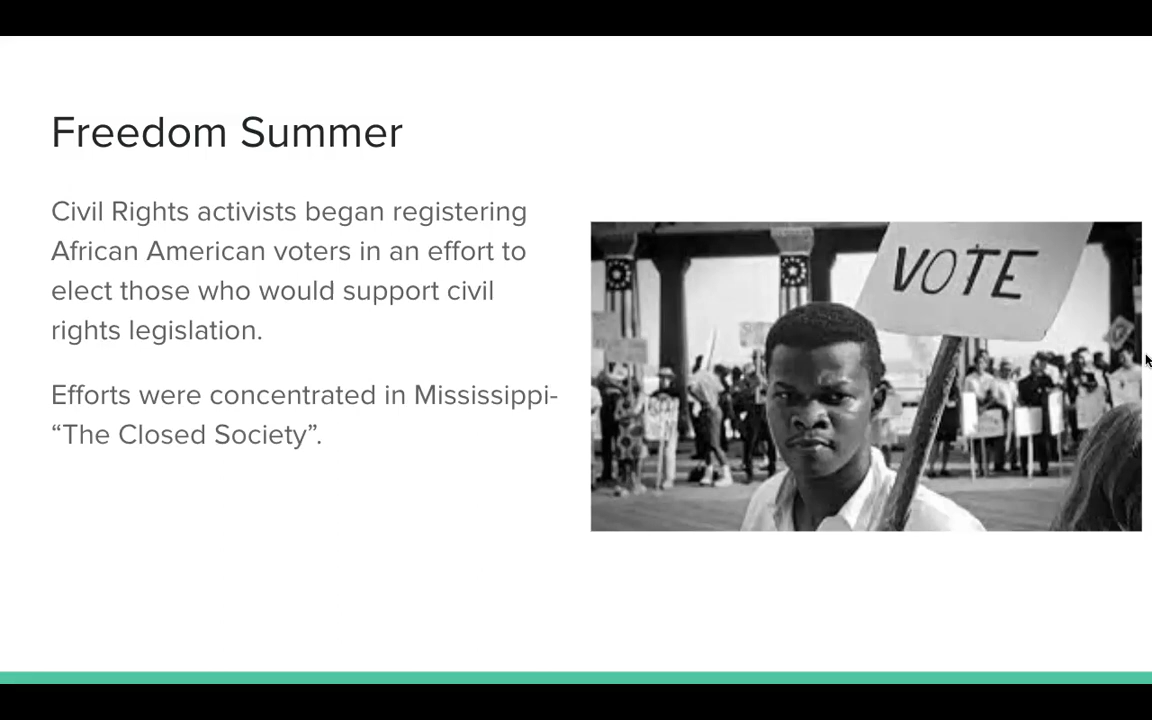 Freedom Summer
Civil Rights activists began registering
African American voters in an effort to
elect those who would support civil
rights legislation.
Efforts were concentrated in Mississippi-
“The Closed Society”.
VOTE